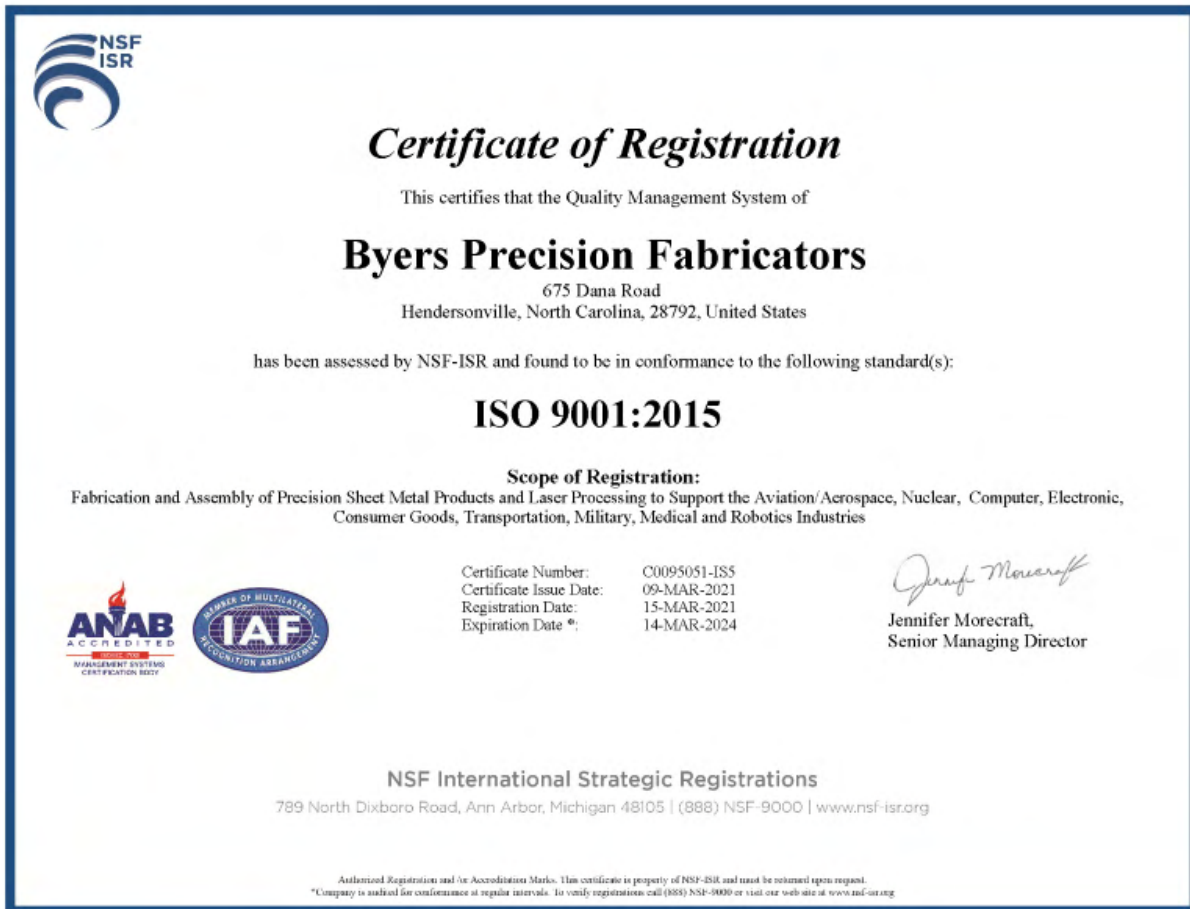 NSF
ISR
Certificate of Registration
This certifies that the Quality Management System of
Byers Precision Fabricators
675 Dana Road
Hendersonville, North Carolina, 28792, United States
has been assessed by NSF-ISR and found to be in conformance to the following standard(s):
ISO 9001:2015
Scope of Registration:
Fabrication and Assembly of Precision Sheet Metal Products and Laser Processing to Support the Aviation/Aerospace, Nuclear, Computer, Electronic,
Consumer Goods, Transportation, Military, Medical and Robotics Industries
Certificate Number: C0095051-IS5
Certificate Issue Date: 09-MAR-2021
Registration Date: 15-MAR-2021
Expiration Date *: 14-MAR-2024
Jennifer Morecraft
Jennifer Morecraft,
Senior Managing Director
ANAB
ACCREDITED
MANAGEMENT SYSTEMS
CERTIFICATION BODY
MEMBER OF MULTILATERAL
IAF
RECOGNITION ARRANGEMENT
NSF International Strategic Registrations
789 North Dixboro Road, Ann Arbor, Michigan 48105 | (888) NSF-9000 | www.nsf-isr.org
Authorized Registration and /or Accreditation Marks. This certificate is property of NSF-ISR and must be returned upon request.
*Company is audited for conformance at regular intervals. To verify registrations call (888) NSF-9000 or visit our web site at www.nsf-isr.org